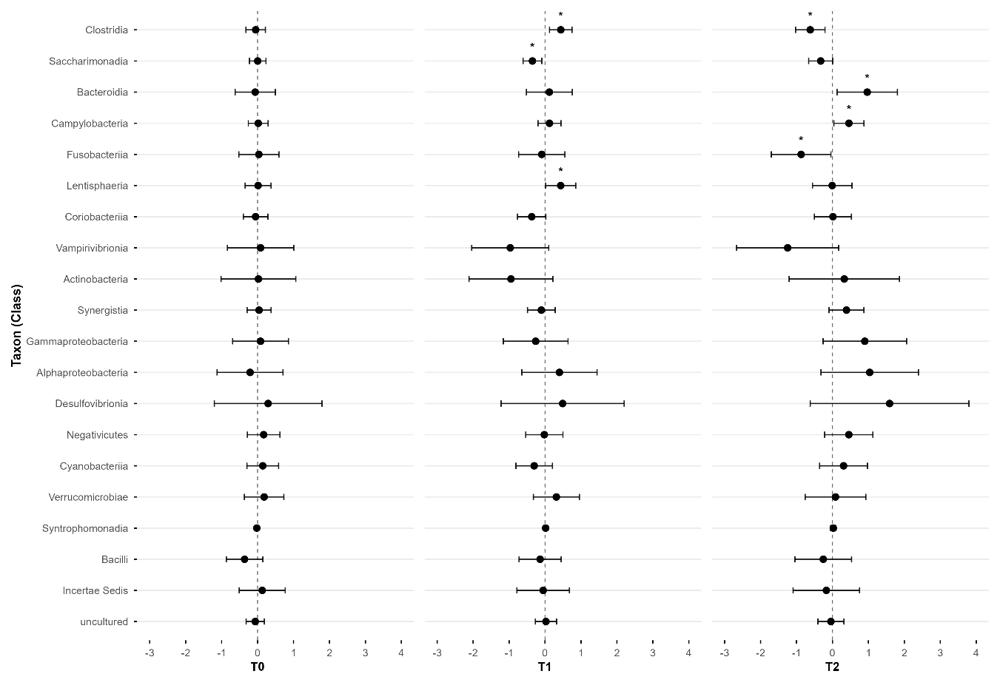 *
*
*
*
*
*
*
*
Clostridia
Saccharimonadia
Bacteroidia
Campylobacteria
Fusobacteriia
Lentisphaeria
Coriobacteriia
Vampirivibrionia
Actinobacteria
Synergistia
Gammaproteobacteria
Alphaproteobacteria
Desulfovibrionia
Negativicutes
Cyanobacteriia
Verrucomicrobiae
Syntrophomonadia
Bacilli
Incertae Sedis
uncultured
Taxon (Class)
-3 -2 -1 0 1 2 3 4
-3 -2 -1 0 1 2 3 4
-3 -2 -1 0 1 2 3 4
T0
T1
T2